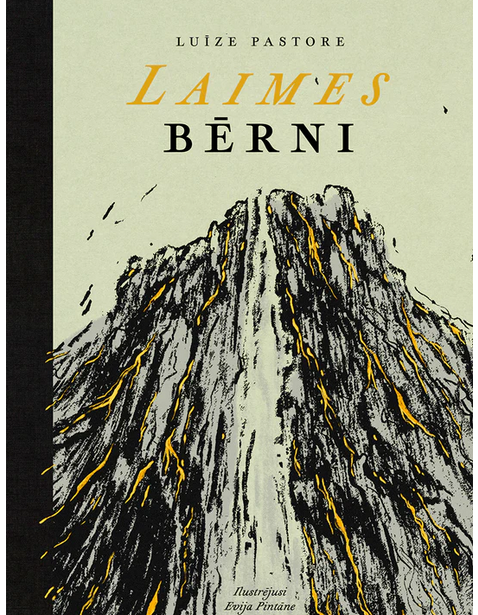 LUĪZE PASTORE
LAIMES
BĒRNI
Ilustrējusi
Evija Pintāne